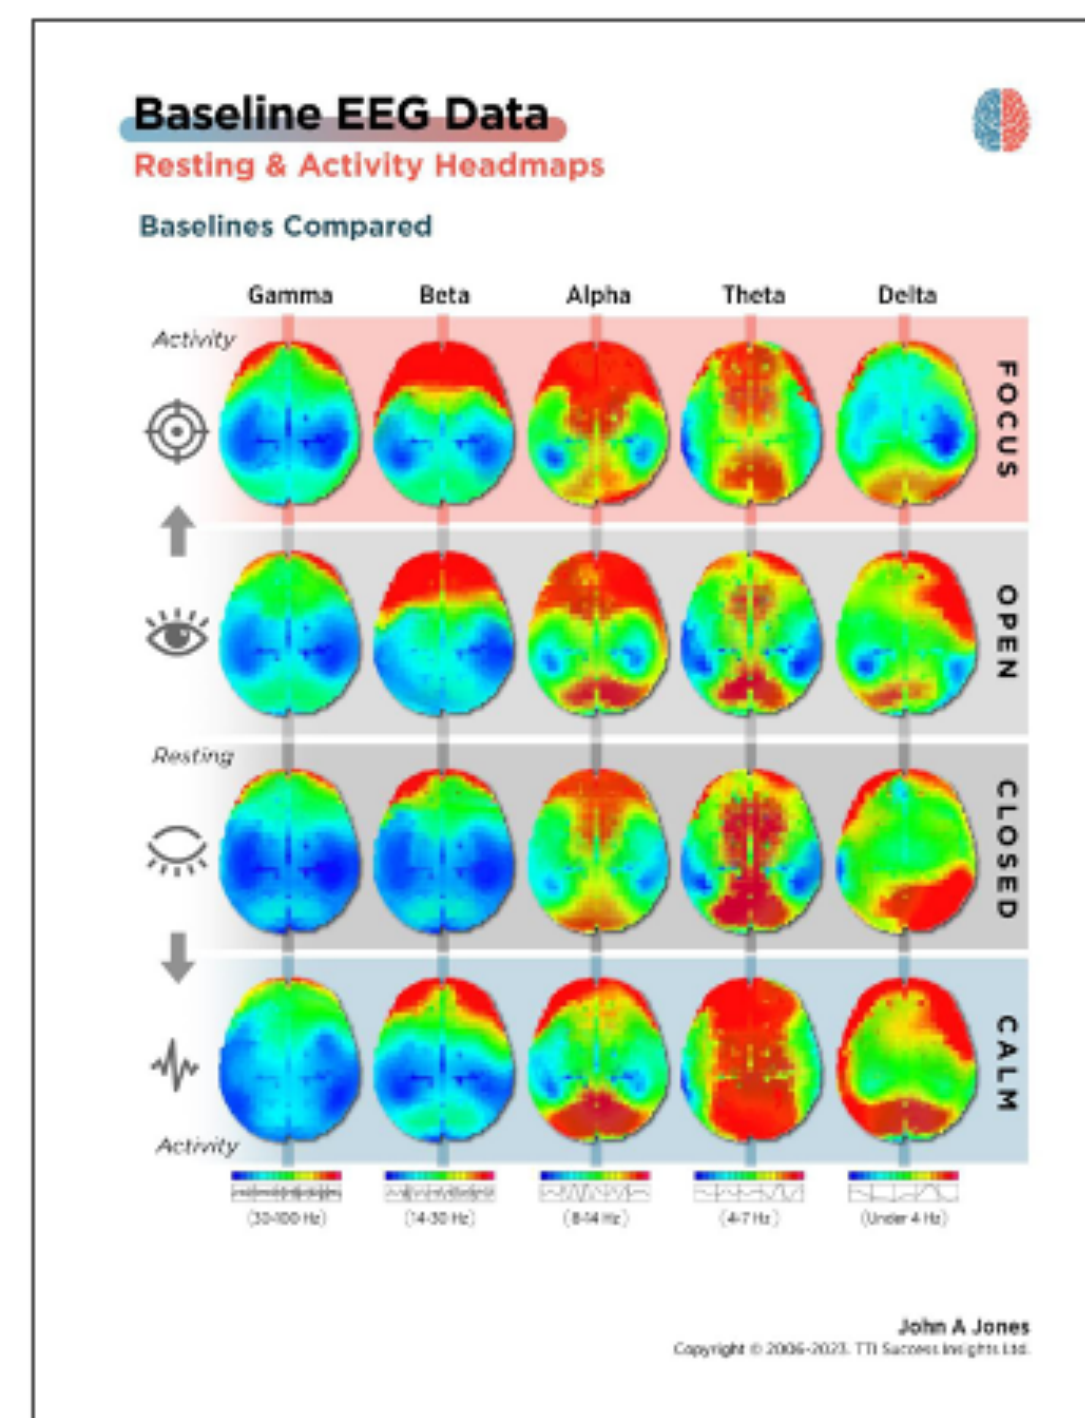 Baseline EEG Data
Resting & Activity Headmaps
Baselines Compared
Gamma Beta Alpha Theta Delta
Activity
FOCUS
OPEN
Resting
CLOSED
CALM
Activity
(30-100 Hz) (14-30 Hz) (8-14 Hz) (4-7 Hz) (Under 4 Hz)
John A Jones
Copyright © 2006-2023. TTI Success Insights Ltd.